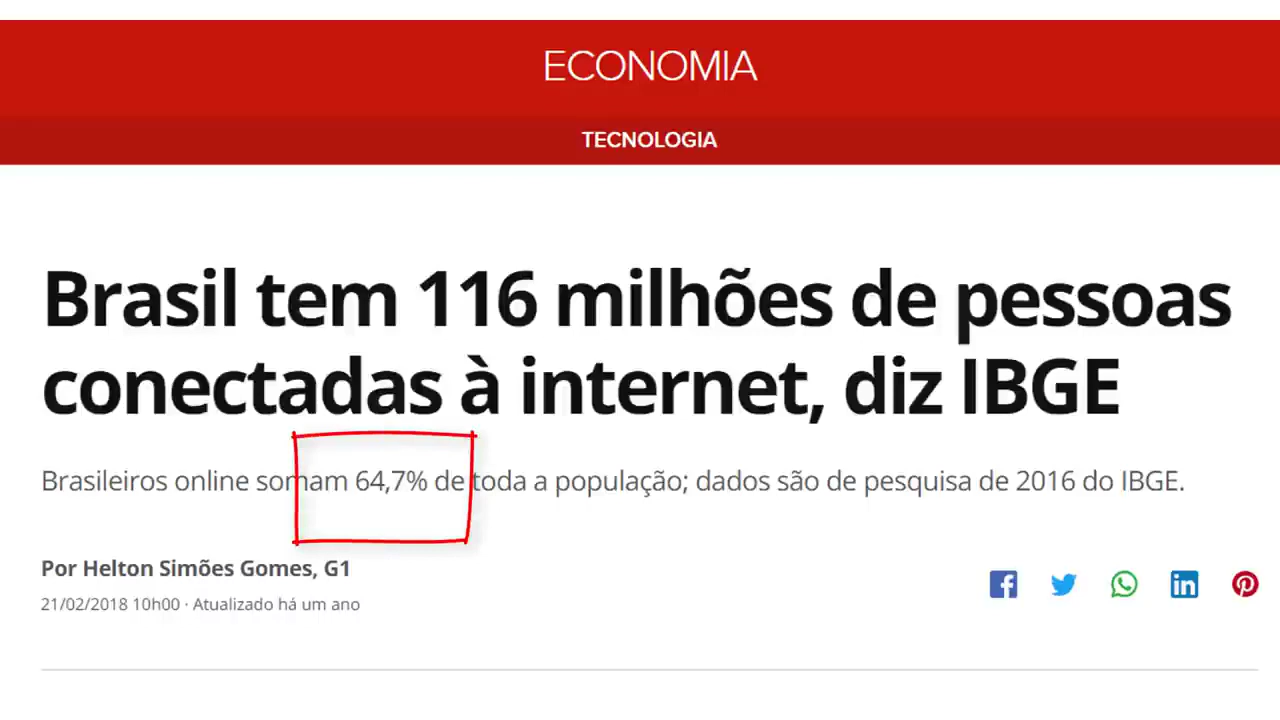 ECONOMIA
TECNOLOGIA
Brasil tem 116 milhões de pessoas
conectadas à internet, diz IBGE
Brasileiros online somam 64,7% de toda a população; dados são de pesquisa de 2016 do IBGE.
Por Helton Simões Gomes, G1
21/02/2018 10h00 · Atualizado há um ano